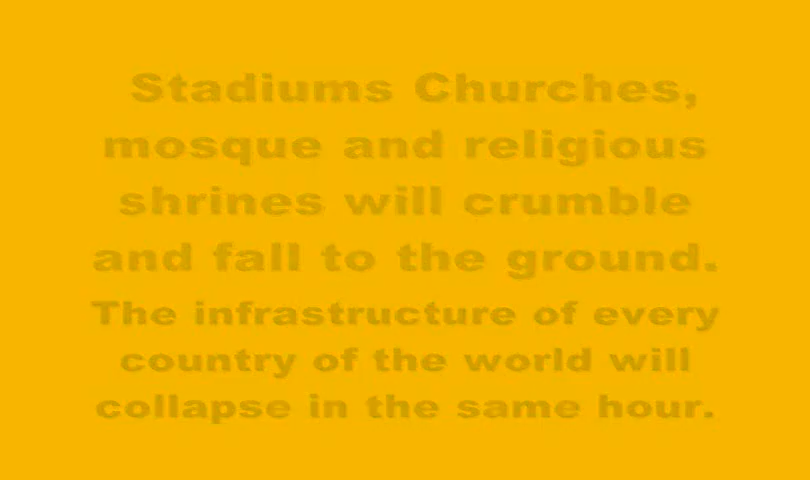 Stadiums Churches,
mosque and religious
shrines will crumble
and fall to the ground.
The infrastructure of every
country of the world will
collapse in the same hour.